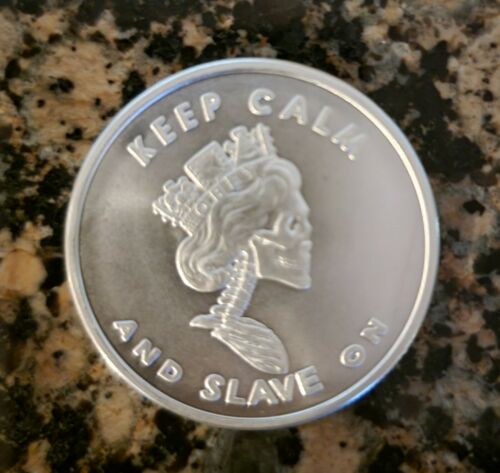 KEEP CALM
AND SLAVE ON